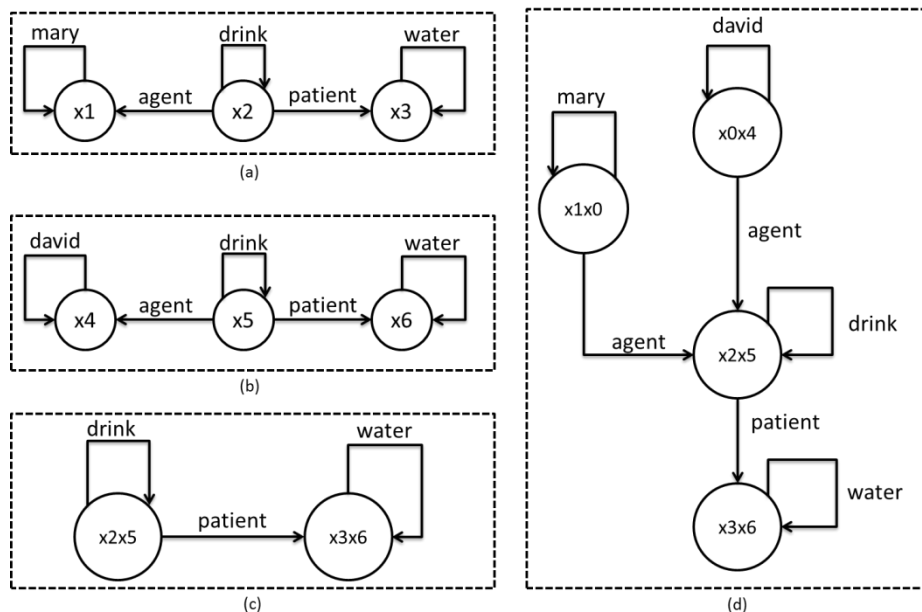 mary drink water
x1 agent x2 patient x3
(a)
david drink water
x4 agent x5 patient x6
(b)
drink water
x2x5 patient x3x6
(c)
david
mary
x0x4
x1x0
agent
drink
agent x2x5
patient
water
x3x6
(d)